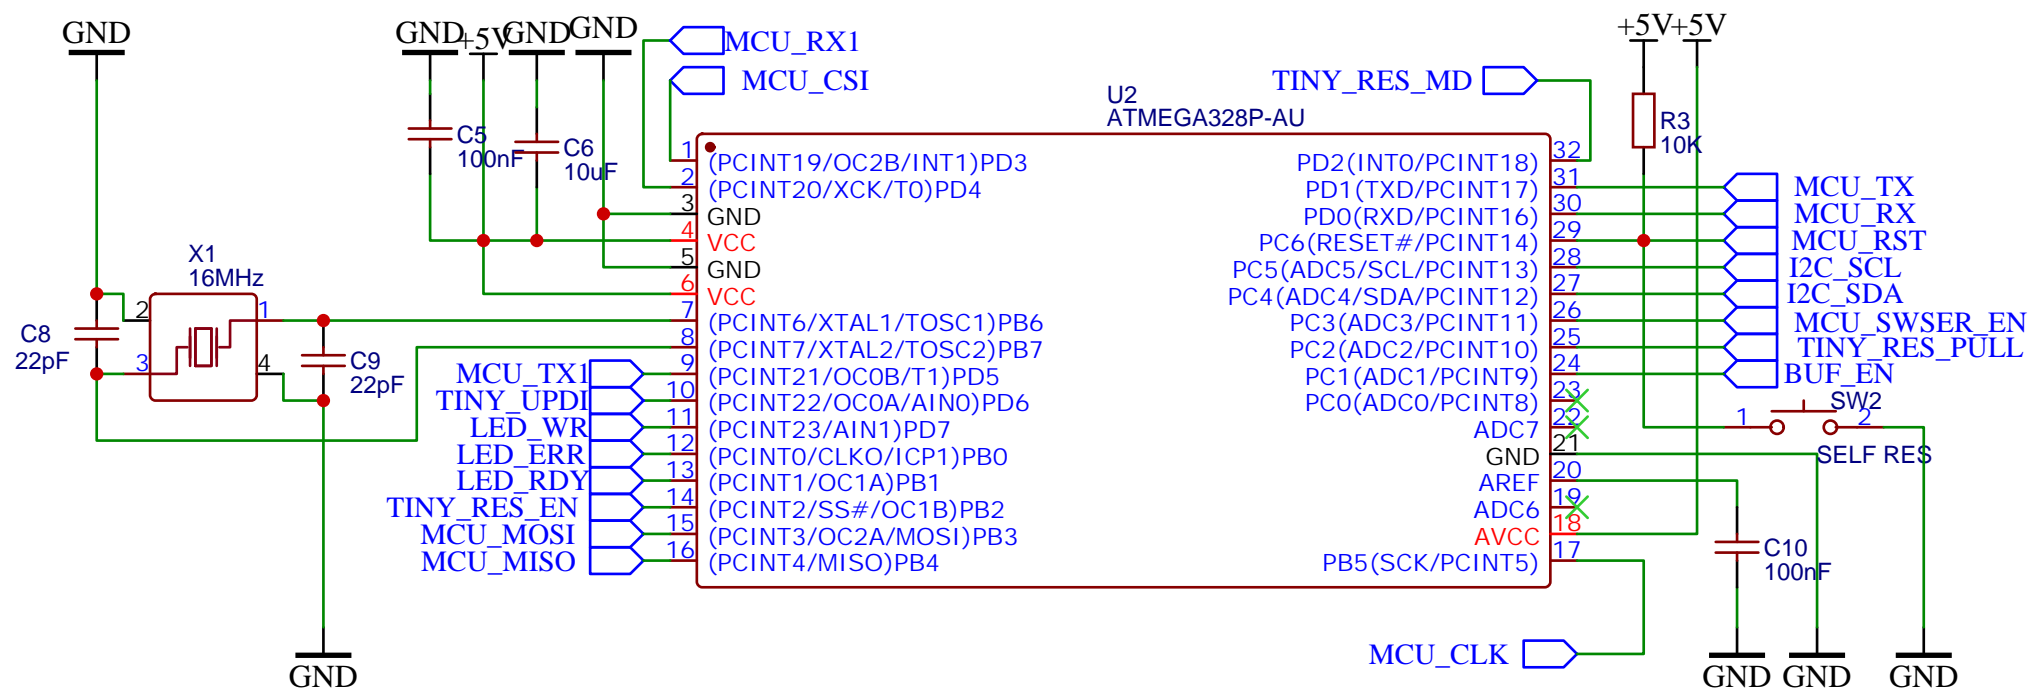 GND
GND
+5V
GND
GND
MCU_RX1
MCU_CSI
TINY_RES_MD
+5V
+5V
U2
ATMEGA328P-AU
C5
100nF
C6
10uF
R3
10K
1 (PCINT19/OC2B/INT1)PD3
2 (PCINT20/XCK/T0)PD4
3 GND
4 VCC
5 GND
6 VCC
7 (PCINT6/XTAL1/TOSC1)PB6
8 (PCINT7/XTAL2/TOSC2)PB7
MCU_TX1 9 (PCINT21/OC0B/T1)PD5
TINY_UPDI 10 (PCINT22/OC0A/AIN0)PD6
LED_WR 11 (PCINT23/AIN1)PD7
LED_ERR 12 (PCINT0/CLKO/ICP1)PB0
LED_RDY 13 (PCINT1/OC1A)PB1
TINY_RES_EN 14 (PCINT2/SS#/OC1B)PB2
MCU_MOSI 15 (PCINT3/OC2A/MOSI)PB3
MCU_MISO 16 (PCINT4/MISO)PB4
PD2(INT0/PCINT18) 32
PD1(TXD/PCINT17) 31 MCU_TX
PD0(RXD/PCINT16) 30 MCU_RX
PC6(RESET#/PCINT14) 29 MCU_RST
PC5(ADC5/SCL/PCINT13) 28 I2C_SCL
PC4(ADC4/SDA/PCINT12) 27 I2C_SDA
PC3(ADC3/PCINT11) 26 MCU_SWSER_EN
PC2(ADC2/PCINT10) 25 TINY_RES_PULL
PC1(ADC1/PCINT9) 24 BUF_EN
PC0(ADC0/PCINT8) 23
ADC7 22
GND 21
AREF 20
ADC6 19
AVCC 18
PB5(SCK/PCINT5) 17
X1
16MHz
2
1
3
4
C8
22pF
C9
22pF
GND
SW2
1
2
SELF RES
C10
100nF
MCU_CLK
GND
GND
GND